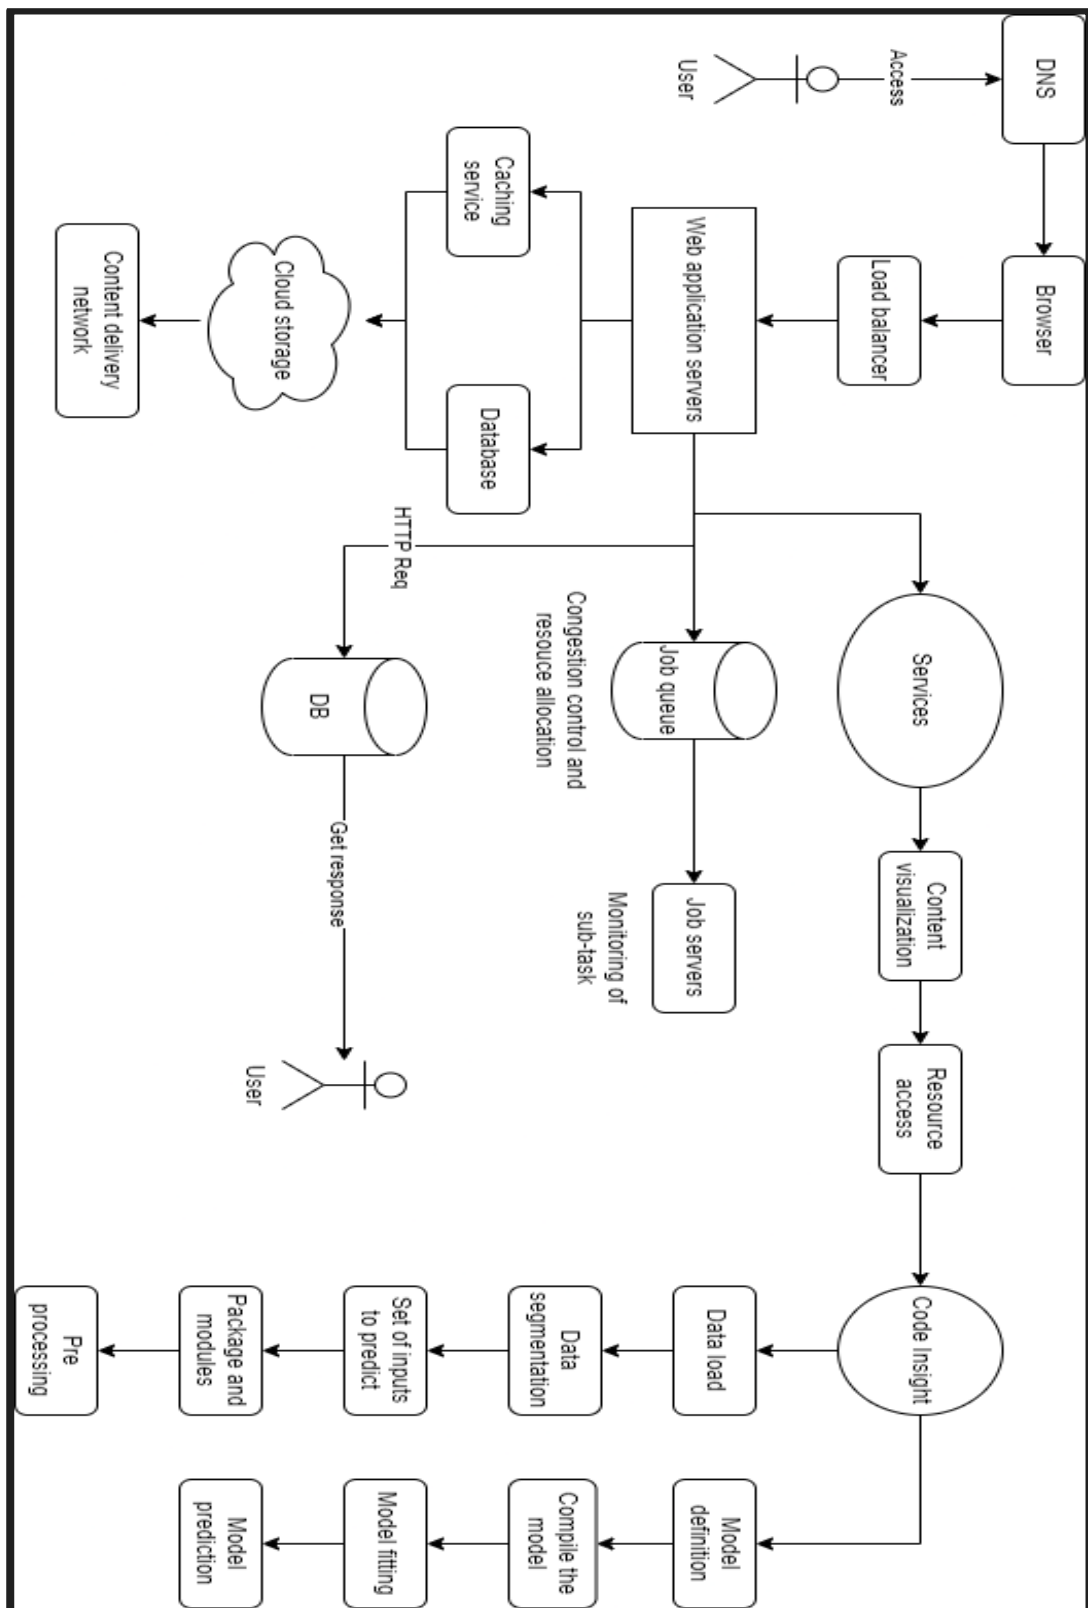 User
Access
DNS
Browser
Load balancer
Web application servers
Caching
service
Database
Cloud storage
Content delivery
network
Services
Content
visualization
Resource
access
Code Insight
Job queue
Congestion control and
resouce allocation
Job servers
Monitoring of
sub-task
HTTP Req
DB
Get response
User
Data load
Data
segmentation
Set of inputs
to predict
Package and
modules
Pre
processing
Model
definition
Compile the
model
Model fitting
Model
prediction